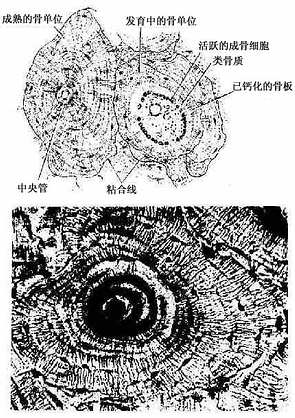 成熟的骨单位
发育中的骨单位
活跃的成骨细胞
类骨质
已钙化的骨板
中央管
粘合线